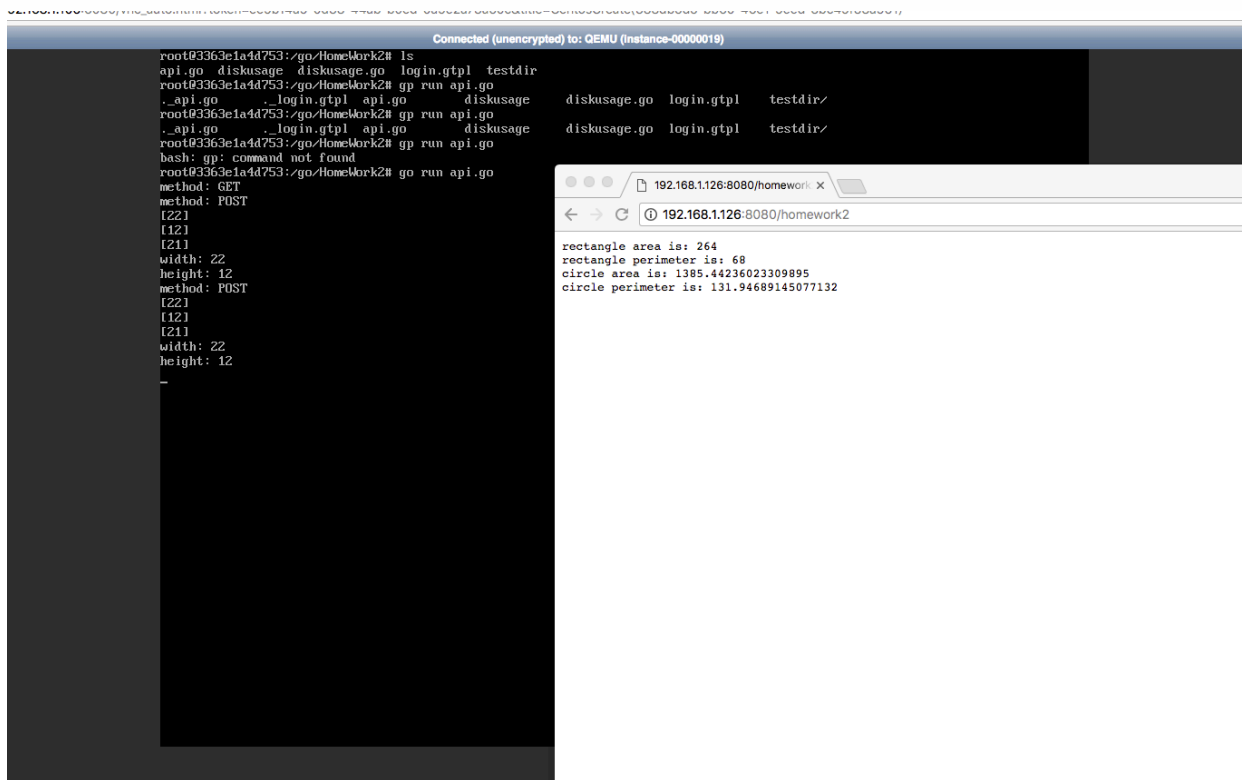 Connected (unencrypted) to: QEMU (Instance-00000019)
root@3363e1a4d753:/go/HomeWork2# ls
api.go diskusage diskusage.go login.gtpl testdir
root@3363e1a4d753:/go/HomeWork2# gp run api.go
._api.go ._login.gtpl api.go diskusage diskusage.go login.gtpl testdir/
root@3363e1a4d753:/go/HomeWork2# gp run api.go
._api.go ._login.gtpl api.go diskusage diskusage.go login.gtpl testdir/
root@3363e1a4d753:/go/HomeWork2# gp run api.go
bash: gp: command not found
root@3363e1a4d753:/go/HomeWork2# go run api.go
method: GET
method: POST
[22]
[12]
[21]
width: 22
height: 12
method: POST
[22]
[12]
[21]
width: 22
height: 12
192.168.1.126:8080/homework
192.168.1.126:8080/homework2
rectangle area is: 264
rectangle perimeter is: 68
circle area is: 1385.44236023309895
circle perimeter is: 131.94689145077132